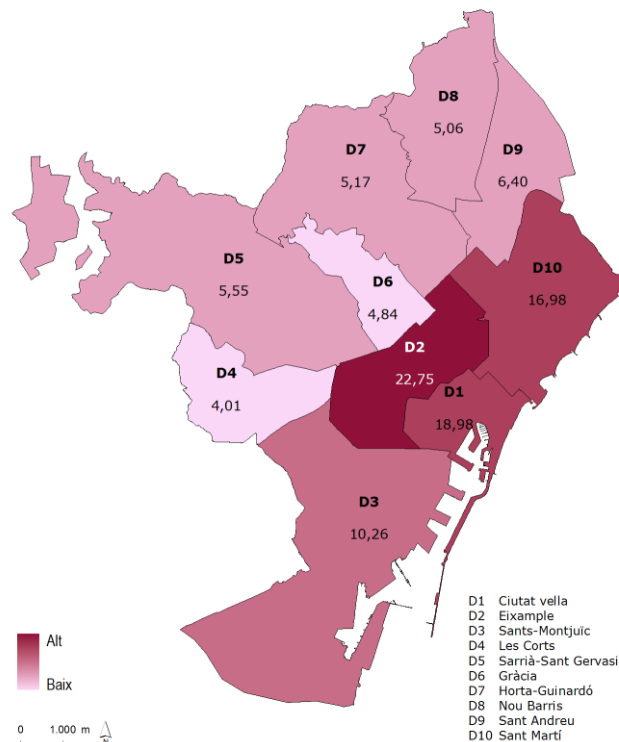 D8
5,06
D7
5,17
D9
6,40
D5
5,55
D6
4,84
D10
16,98
D2
22,75
D4
4,01
D1
18,98
D3
10,26
Alt
Baix
0 1.000 m
N
D1 Ciutat vella
D2 Eixample
D3 Sants-Montjuïc
D4 Les Corts
D5 Sarrià-Sant Gervasi
D6 Gràcia
D7 Horta-Guinardó
D8 Nou Barris
D9 Sant Andreu
D10 Sant Martí